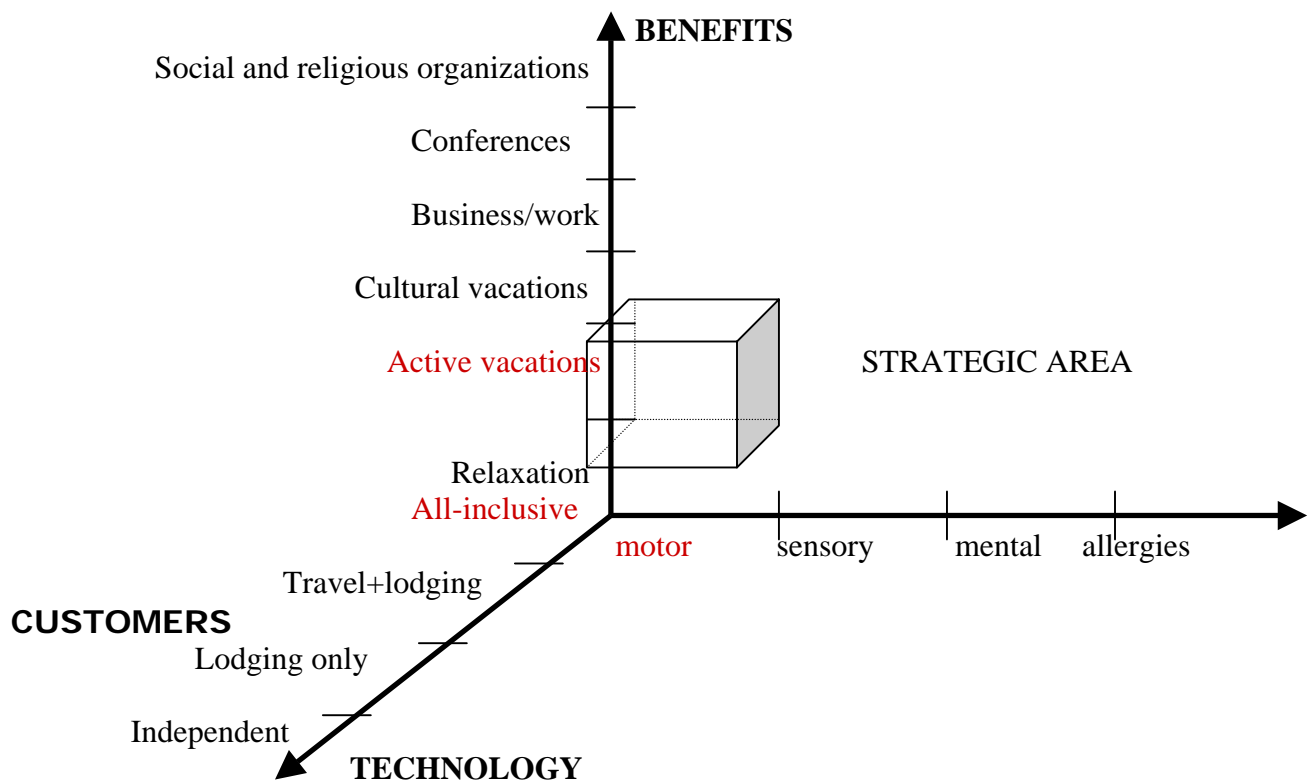 BENEFITS
Social and religious organizations
Conferences
Business/work
Cultural vacations
Active vacations
STRATEGIC AREA
Relaxation
All-inclusive
motor
sensory
mental
allergies
Travel+lodging
CUSTOMERS
Lodging only
Independent
TECHNOLOGY